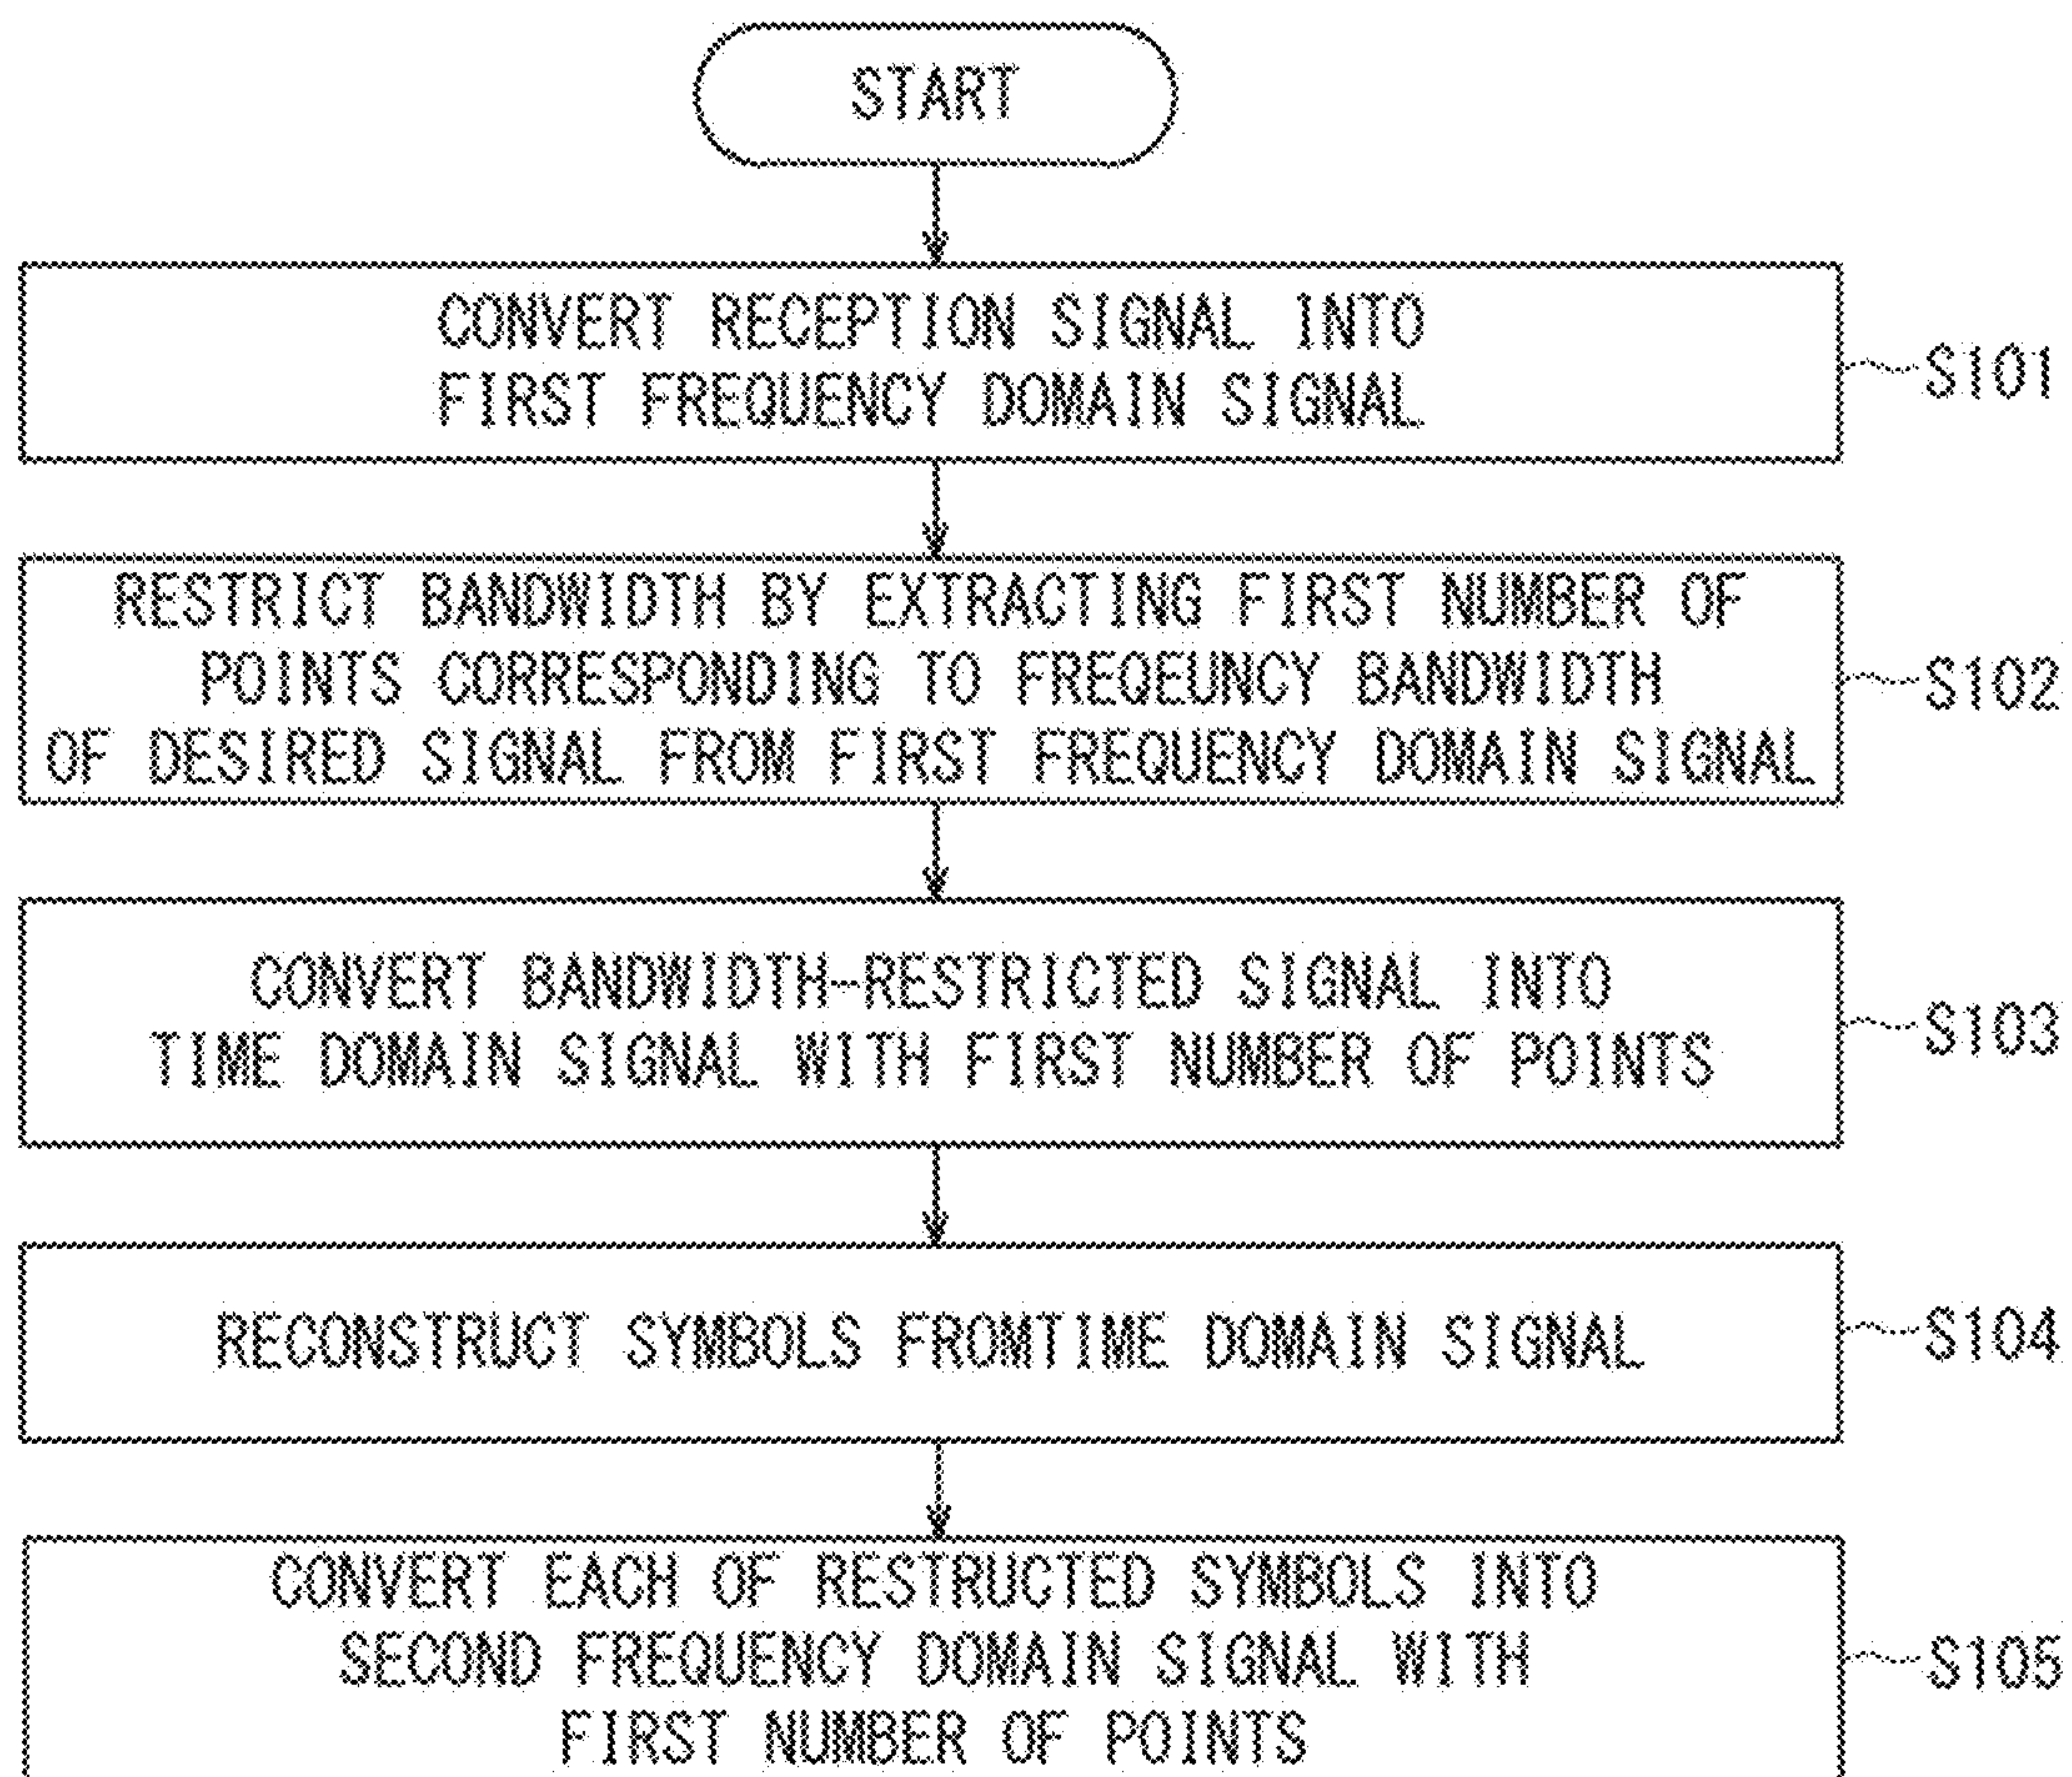 START
CONVERT RECEPTION SIGNAL INTO
FIRST FREQUENCY DOMAIN SIGNAL
S101
RESTRICT BANDWIDTH BY EXTRACTING FIRST NUMBER OF
POINTS CORRESPONDING TO FREQEUNCY BANDWIDTH
OF DESIRED SIGNAL FROM FIRST FREQUENCY DOMAIN SIGNAL
S102
CONVERT BANDWIDTH-RESTRICTED SIGNAL INTO
TIME DOMAIN SIGNAL WITH FIRST NUMBER OF POINTS
S103
RECONSTRUCT SYMBOLS FROMTIME DOMAIN SIGNAL
S104
CONVERT EACH OF RESTRUCTED SYMBOLS INTO
SECOND FREQUENCY DOMAIN SIGNAL WITH
FIRST NUMBER OF POINTS
S105